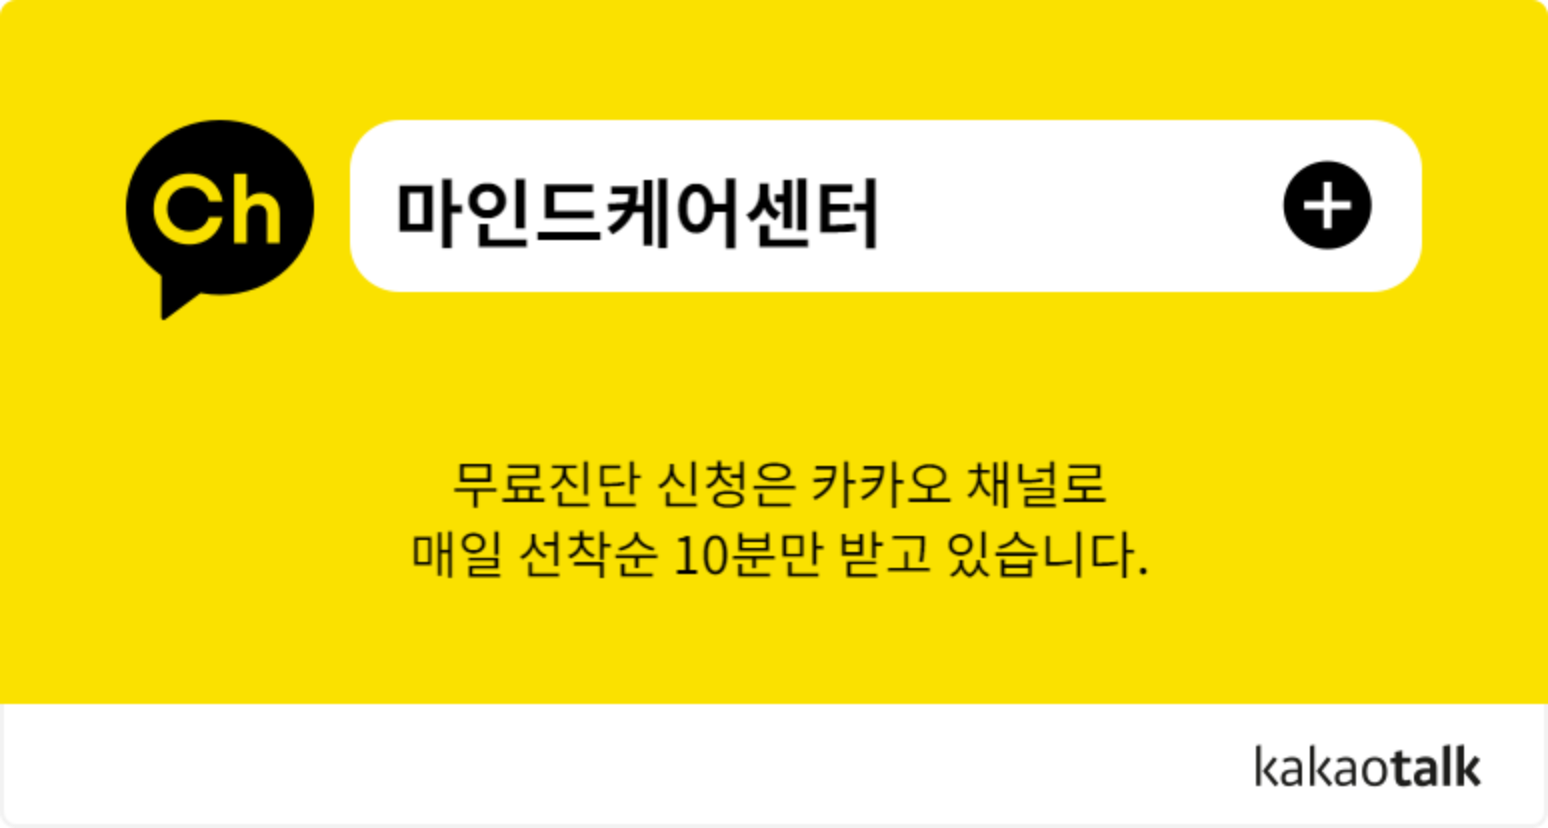 Ch
마인드케어센터
무료진단 신청은 카카오 채널로
매일 선착순 10분만 받고 있습니다.
kakaotalk